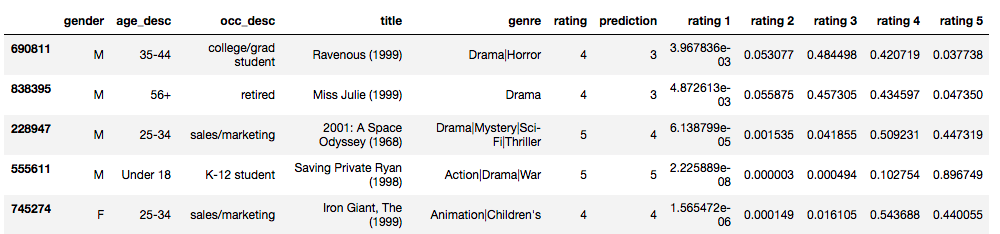 gender age_desc occ_desc title genre rating prediction rating 1 rating 2 rating 3 rating 4 rating 5
690811 M 35-44 college/grad student Ravenous (1999) Drama|Horror 4 3 3.967836e-03 0.053077 0.484498 0.420719 0.037738
838395 M 56+ retired Miss Julie (1999) Drama 4 3 4.872613e-03 0.055875 0.457305 0.434597 0.047350
228947 M 25-34 sales/marketing 2001: A Space Odyssey (1968) Drama|Mystery|Sci-Fi|Thriller 5 4 6.138799e-05 0.001535 0.041855 0.509231 0.447319
555611 M Under 18 K-12 student Saving Private Ryan (1998) Action|Drama|War 5 5 2.225889e-08 0.000003 0.000494 0.102754 0.896749
745274 F 25-34 sales/marketing Iron Giant, The (1999) Animation|Children's 4 4 1.565472e-06 0.000149 0.016105 0.543688 0.440055